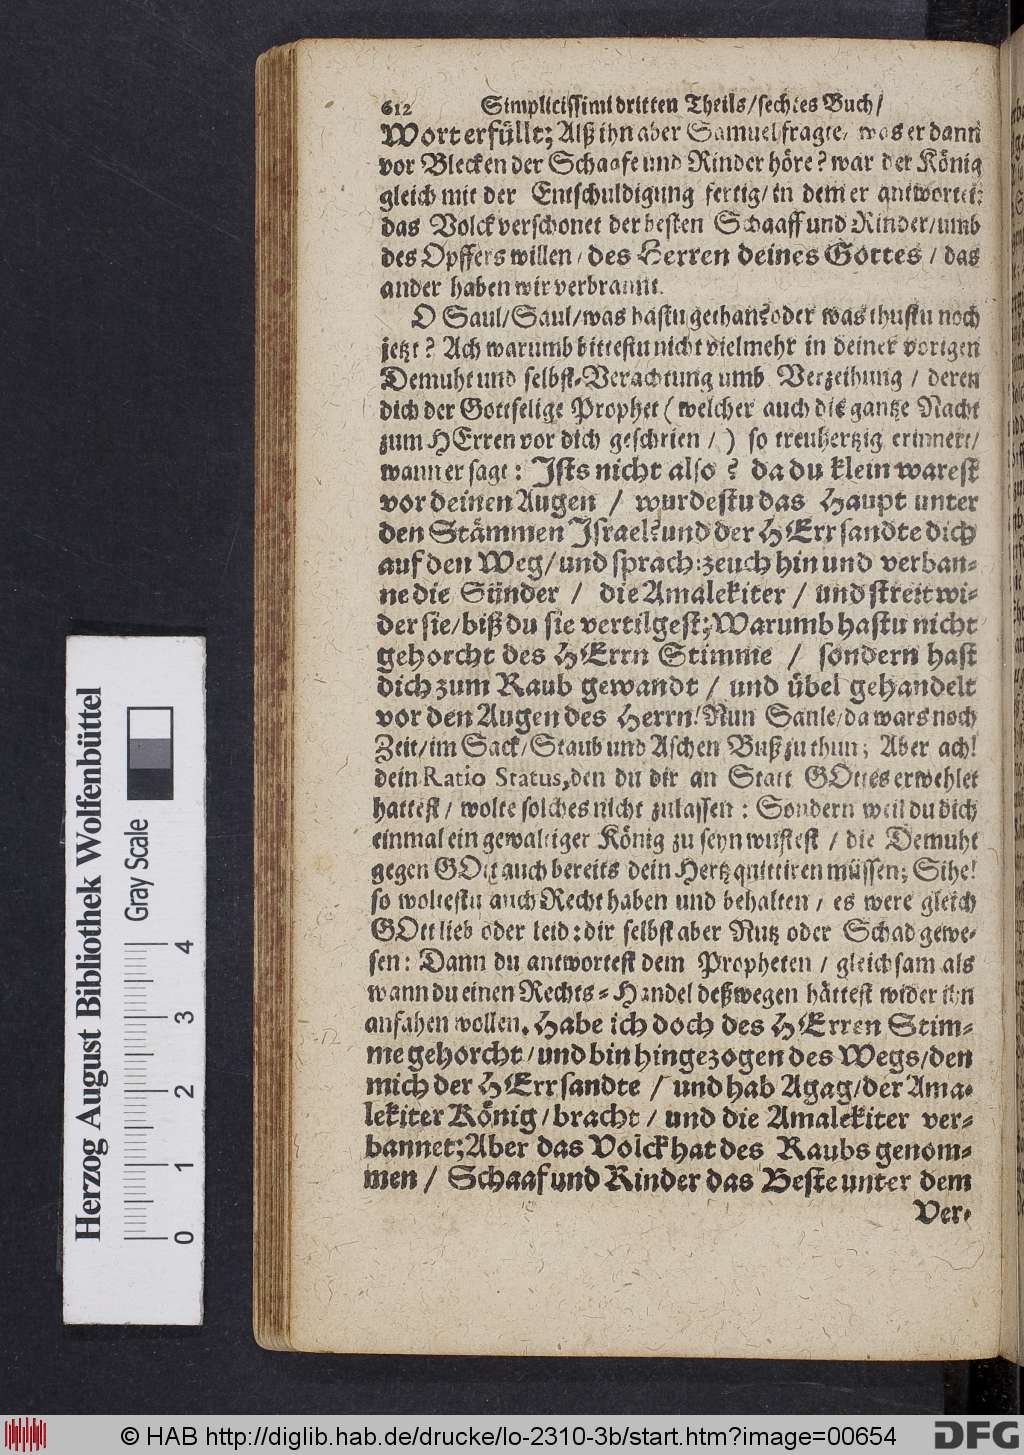 612 Simplicissimi dritten Theils/ sechtes Buch/
Wort erfüllt; Alß ihn aber Samuel fragte/ was er dann
vor Blecken der Schaafe und Rinder höre? war der König
gleich mit der Entschuldigung fertig/ in dem er antwortet:
das Volck verschonet der besten Schaaff und Rinder/ umb
des Opffers willen/ des Herren deines Gottes / das
ander haben wir verbrannt.
O Saul/ Saul/ was hastu gethan? oder was thustu noch
jetzt? Ach warumb bittestu nicht vielmehr in deiner vorigen
Demuht und selbst-Verachtung umb Verzeihung / deren
dich der Gottselige Prophet (welcher auch die gantze Nacht
zum HErren vor dich geschrien /) so treuhertzig erinnert/
wann er sagt: Ists nicht also? da du klein warest
vor deinen Augen / wurdestu das Haupt unter
den Stämmen Israel? und der HErr sandte dich
auf den Weg/ und sprach: zeuch hin und verban-
ne die Sünder / die Amalekiter / und streit wi-
der sie/ biß du sie vertilgest; Warumb hastu nicht
gehorcht des HErrn Stimme / sondern hast
dich zum Raub gewandt / und übel gehandelt
vor den Augen des Herrn! Nun Saule/ da wars noch
Zeit/ im Sack/ Staub und Aschen Buß zu thun; Aber ach!
dein Ratio Status, den du dir an Statt GOttes erwehlet
hattest / wolte solches nicht zulassen: Sondern weil du dich
einmal ein gewaltiger König zu seyn wustest / die Demuht
gegen GOtt auch bereits dein Hertz quittiren müssen; Sihe!
so woltestu auch Recht haben und behalten / es were gleich
GOtt lieb oder leid: dir selbst aber Nutz oder Schad gewe-
sen: Dann du antwortest dem Propheten / gleichsam als
wann du einen Rechts-Handel deßwegen hättest wider ihn
anfahen wollen. Habe ich doch des HErren Stim-
me gehorcht/ und bin hingezogen des Wegs/ den
mich der HErr sandte / und hab Agag/ der Ama-
lekiter König/ bracht / und die Amalekiter ver-
bannet; Aber das Volck hat des Raubs genom-
men / Schaaf und Rinder das Beste unter dem
Ver-
Herzog August Bibliothek Wolfenbüttel
Gray Scale
0 1 2 3 4
© HAB http://diglib.hab.de/drucke/lo-2310-3b/start.htm?image=00654
DFG